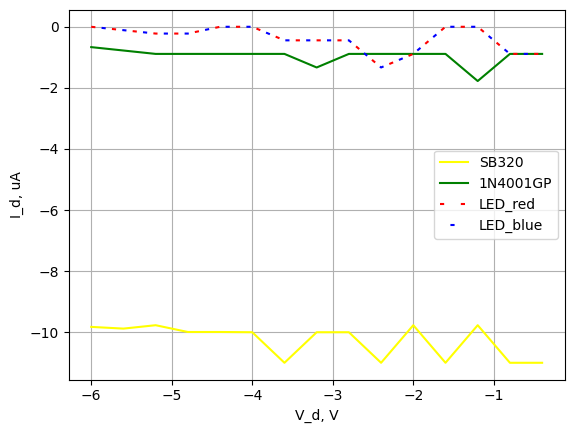 0
−2
−4
−6
−8
−10
I_d, uA
SB320
1N4001GP
LED_red
LED_blue
−6 −5 −4 −3 −2 −1
V_d, V